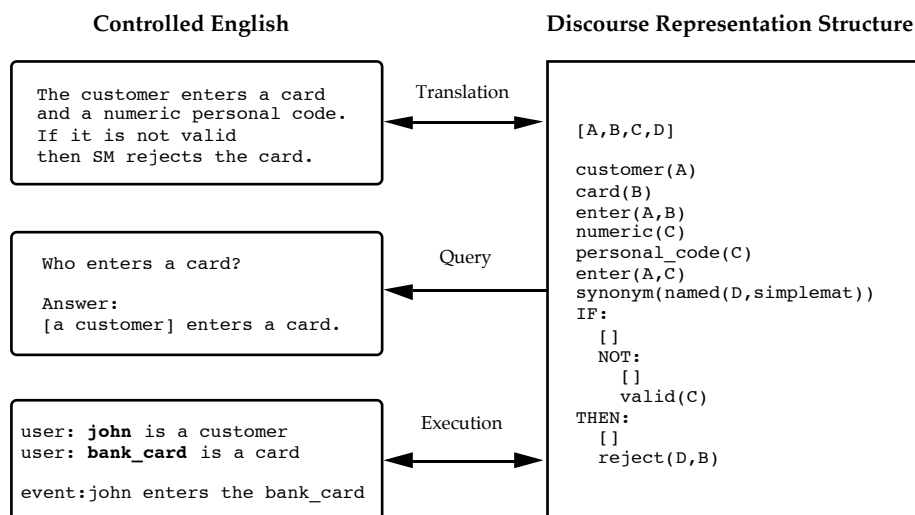 Controlled English
Discourse Representation Structure
The customer enters a card
and a numeric personal code.
If it is not valid
then SM rejects the card.
Translation
Who enters a card?
Answer:
[a customer] enters a card.
Query
user: john is a customer
user: bank_card is a card
event:john enters the bank_card
Execution
[A,B,C,D]
customer(A)
card(B)
enter(A,B)
numeric(C)
personal_code(C)
enter(A,C)
synonym(named(D,simplemat))
IF:
[]
NOT:
[]
valid(C)
THEN:
[]
reject(D,B)